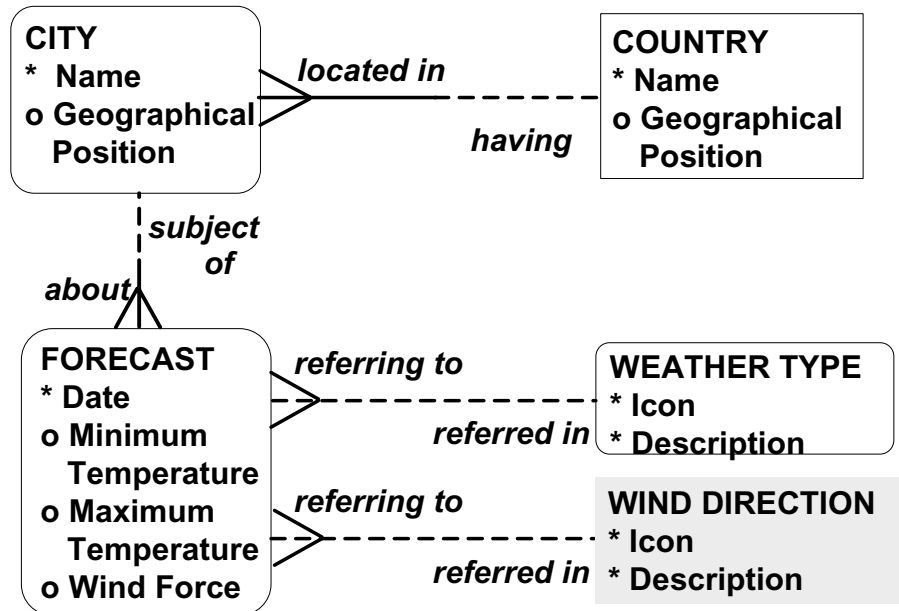 CITY
* Name
o Geographical
Position
located in
having
COUNTRY
* Name
o Geographical
Position
subject
of
about
FORECAST
* Date
o Minimum
Temperature
o Maximum
Temperature
o Wind Force
referring to
referred in
WEATHER TYPE
* Icon
* Description
referring to
referred in
WIND DIRECTION
* Icon
* Description